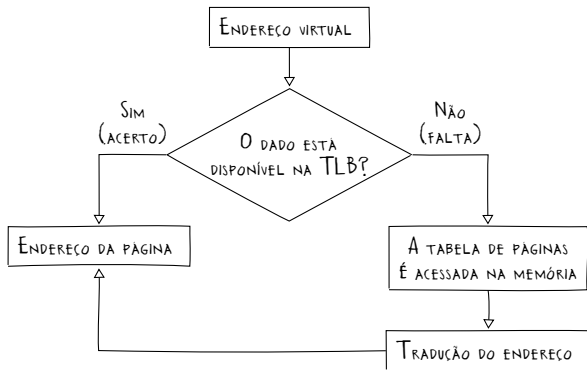 Endereço virtual
Sim
(acerto)
Não
(falta)
O dado está
disponível na TLB?
Endereço da página
A tabela de páginas
é acessada na memória
Tradução do endereço